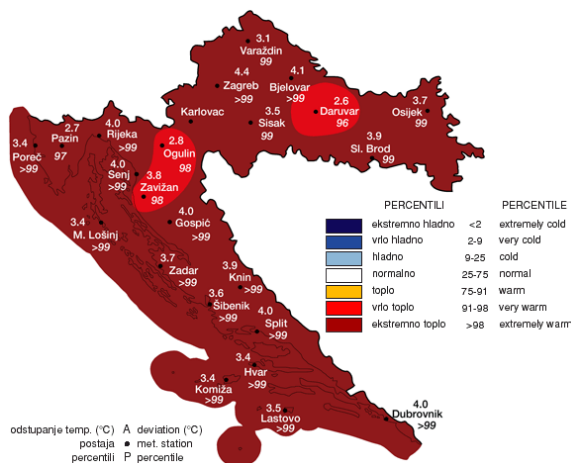 3.1
Varaždin
99
4.4
Zagreb
>99
4.1
Bjelovar
>99
2.6
Daruvar
96
3.7
Osijek
99
Karlovac
3.5
Sisak
99
3.9
Sl. Brod
99
3.4
Poreč
>99
2.7
Pazin
97
4.0
Rijeka
>99
2.8
Ogulin
98
4.0
Senj
>99
3.8
Zavižan
98
3.4
M. Lošinj
>99
4.0
Gospić
>99
3.7
Zadar
>99
3.9
Knin
>99
3.6
Šibenik
>99
4.0
Split
>99
3.4
Hvar
>99
3.4
Komiža
>99
3.5
Lastovo
>99
4.0
Dubrovnik
>99
PERCENTILI PERCENTILE
ekstremno hladno <2 extremely cold
vrlo hladno 2-9 very cold
hladno 9-25 cold
normalno 25-75 normal
toplo 75-91 warm
vrlo toplo 91-98 very warm
ekstremno toplo >98 extremely warm
odstupanje temp. (°C) A deviation (°C)
postaja met. station
percentili P percentile